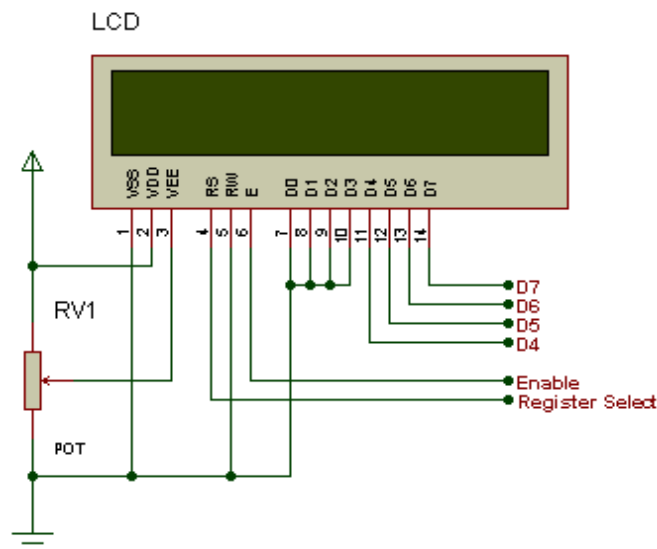 LCD
VSS VDD VEE RS RW E D0 D1 D2 D3 D4 D5 D6 D7
1 2 3 4 5 6 7 8 9 10 11 12 13 14
D7
D6
D5
D4
RV1
Enable
Register Select
POT